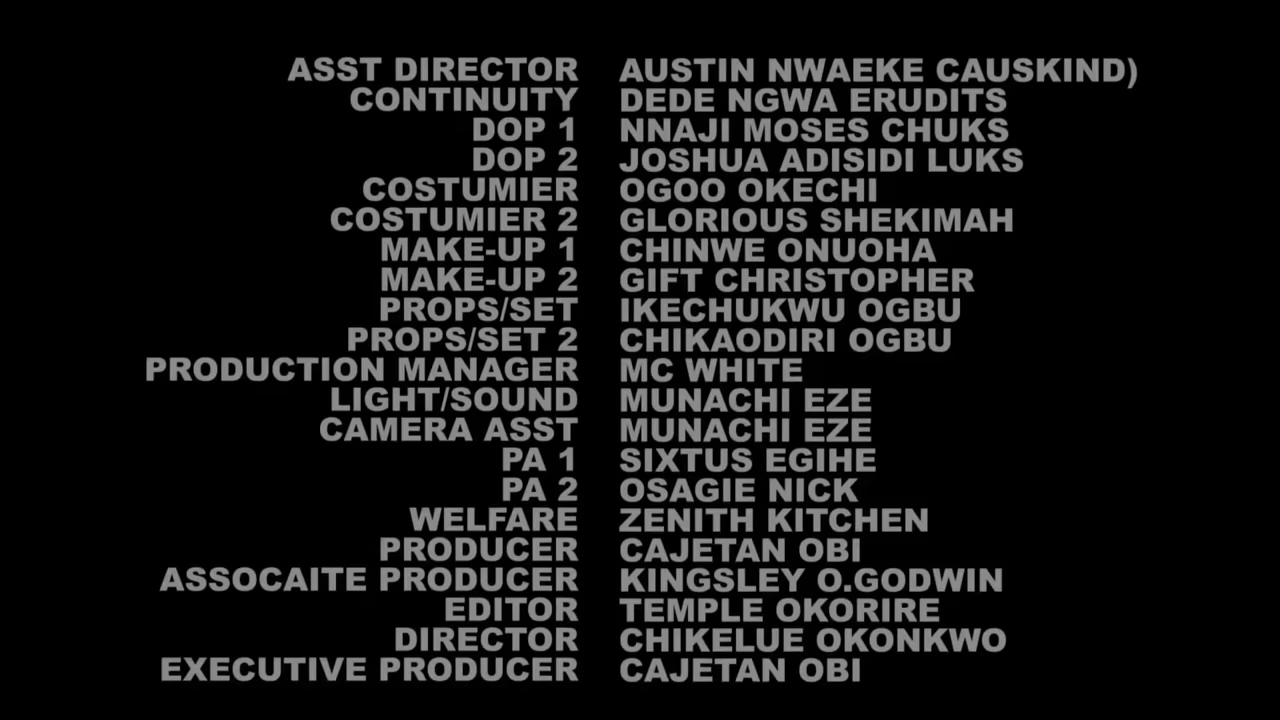 ASST DIRECTOR AUSTIN NWAEKE CAUSKIND)
CONTINUITY DEDE NGWA ERUDITS
DOP 1 NNAJI MOSES CHUKS
DOP 2 JOSHUA ADISIDI LUKS
COSTUMIER OGOO OKECHI
COSTUMIER 2 GLORIOUS SHEKIMAH
MAKE-UP 1 CHINWE ONUOHA
MAKE-UP 2 GIFT CHRISTOPHER
PROPS/SET IKECHUKWU OGBU
PROPS/SET 2 CHIKAODIRI OGBU
PRODUCTION MANAGER MC WHITE
LIGHT/SOUND MUNACHI EZE
CAMERA ASST MUNACHI EZE
PA 1 SIXTUS EGIHE
PA 2 OSAGIE NICK
WELFARE ZENITH KITCHEN
PRODUCER CAJETAN OBI
ASSOCAITE PRODUCER KINGSLEY O.GODWIN
EDITOR TEMPLE OKORIRE
DIRECTOR CHIKELUE OKONKWO
EXECUTIVE PRODUCER CAJETAN OBI